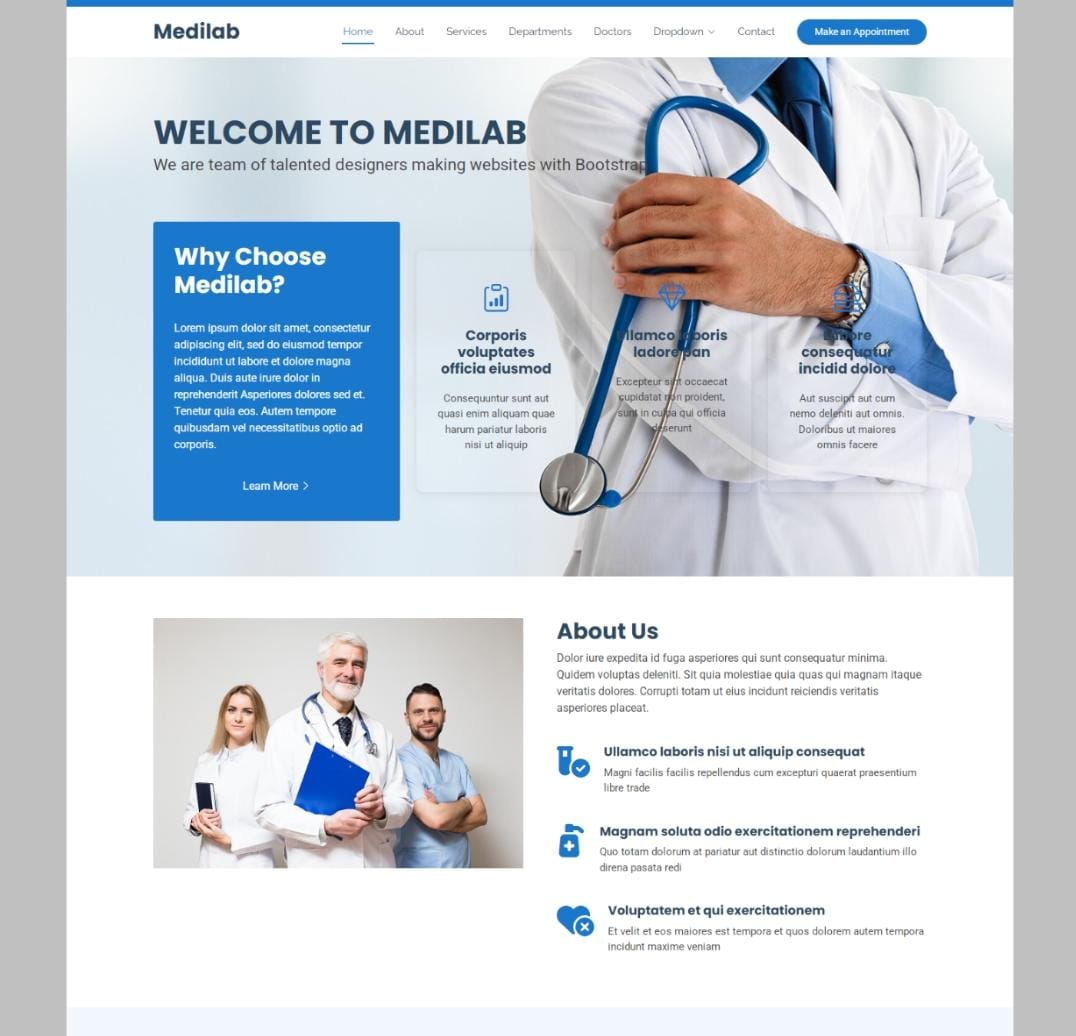 Medilab
Home About Services Departments Doctors Dropdown Contact Make an Appointment
WELCOME TO MEDILAB
We are team of talented designers making websites with Bootstrap
Why Choose
Medilab?
Lorem ipsum dolor sit amet, consectetur
adipiscing elit, sed do eiusmod tempor
incididunt ut labore et dolore magna
aliqua. Duis aute irure dolor in
reprehenderit Asperiores dolores sed et.
Tenetur quia eos. Autem tempore
quibusdam vel necessitatibus optio ad
corporis.
Learn More
Corporis
voluptates
officia eiusmod
Consequuntur sunt aut
quasi enim aliquam quae
harum pariatur laboris
nisi ut aliquip
Ullamco laboris
ladore pan
Excepteur sint occaecat
cupidatat non proident,
sunt in culpa qui officia
deserunt
Labore
consequatur
incidid dolore
Aut suscipit aut cum
nemo deleniti aut omnis.
Doloribus ut maiores
omnis facere
About Us
Dolor iure expedita id fuga asperiores qui sunt consequatur minima.
Quidem voluptas deleniti. Sit quia molestiae quia quas qui magnam itaque
veritatis dolores. Corrupti totam ut eius incidunt reiciendis veritatis
asperiores placeat.
Ullamco laboris nisi ut aliquip consequat
Magni facilis facilis repellendus cum excepturi quaerat praesentium
libre trade
Magnam soluta odio exercitationem reprehenderi
Quo totam dolorum at pariatur aut distinctio dolorum laudantium illo
direna pasata redi
Voluptatem et qui exercitationem
Et velit et eos maiores est tempora et quos dolorem autem tempora
incidunt maxime veniam